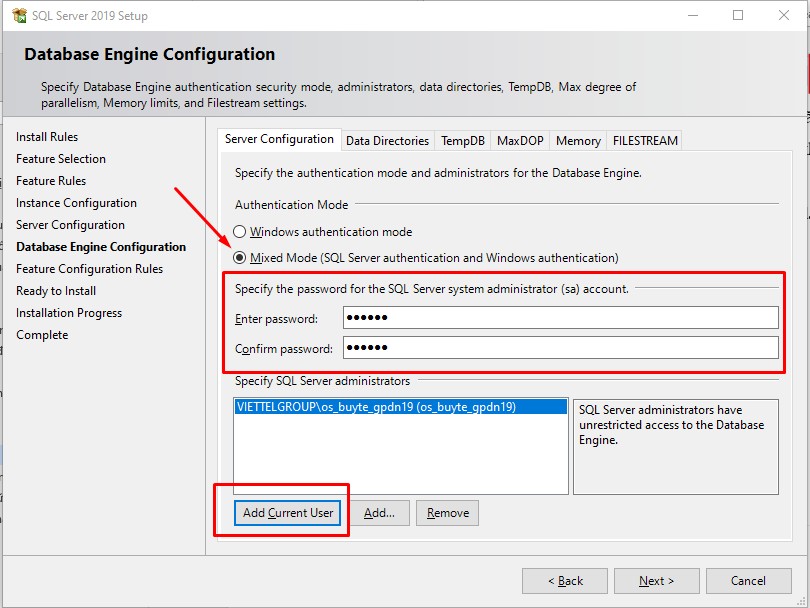 SQL Server 2019 Setup
Database Engine Configuration
Specify Database Engine authentication security mode, administrators, data directories, TempDB, Max degree of
parallelism, Memory limits, and Filestream settings.
Install Rules
Feature Selection
Feature Rules
Instance Configuration
Server Configuration
Database Engine Configuration
Feature Configuration Rules
Ready to Install
Installation Progress
Complete
Server Configuration Data Directories TempDB MaxDOP Memory FILESTREAM
Specify the authentication mode and administrators for the Database Engine.
Authentication Mode
Windows authentication mode
Mixed Mode (SQL Server authentication and Windows authentication)
Specify the password for the SQL Server system administrator (sa) account.
Enter password: ●●●●●●
Confirm password: ●●●●●●
Specify SQL Server administrators
VIETTELGROUP\os_buyte_gpdn19 (os_buyte_gpdn19)
SQL Server administrators have
unrestricted access to the Database
Engine.
Add Current User Add... Remove
< Back Next > Cancel